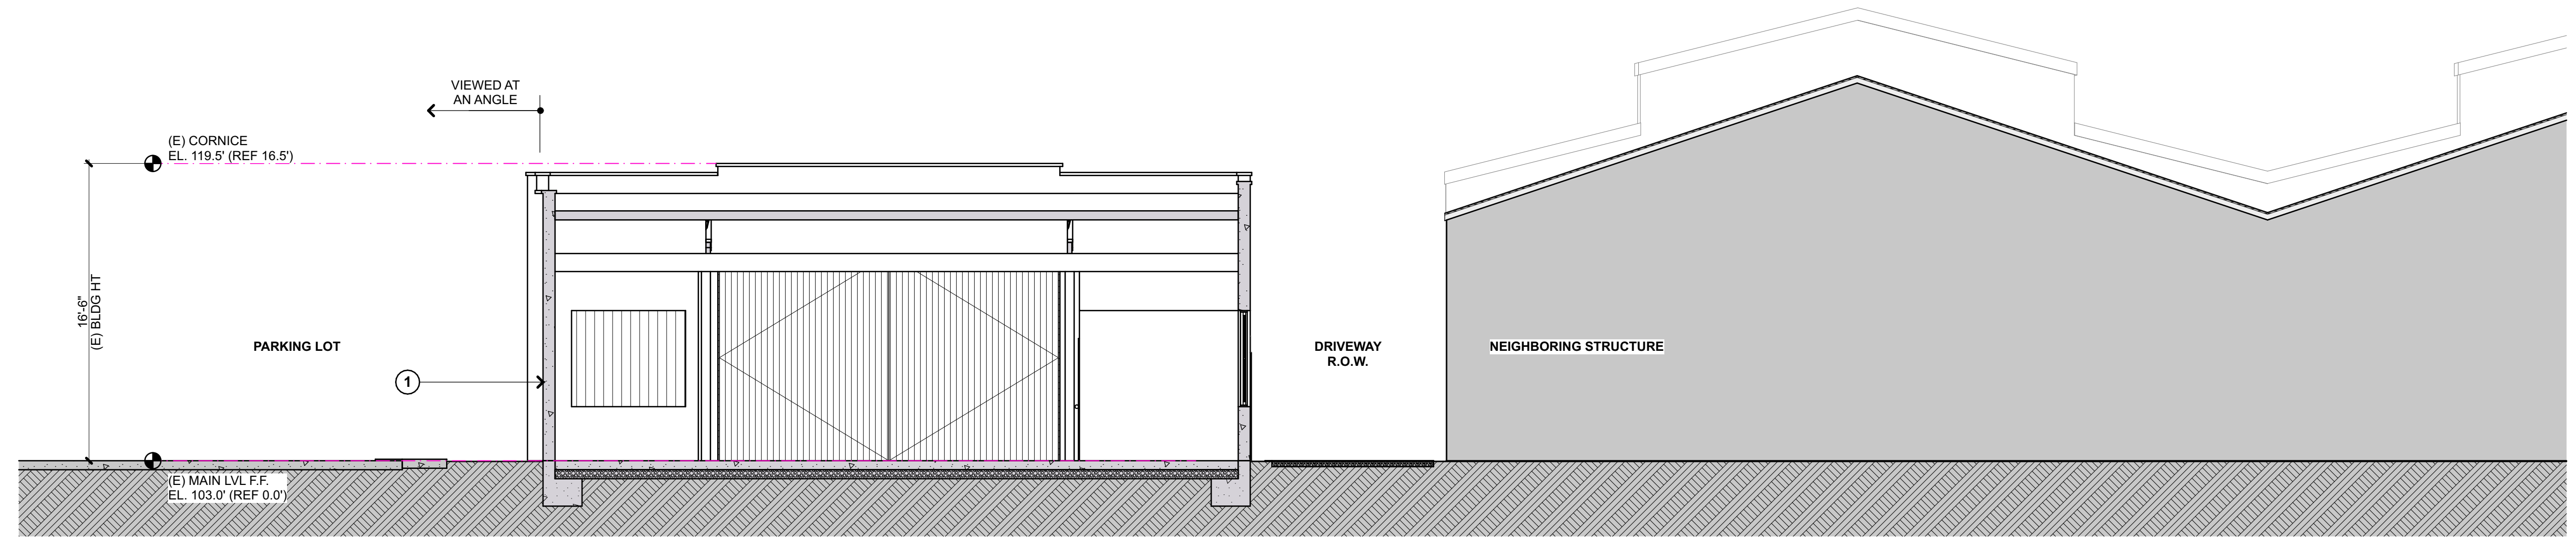 VIEWED AT
AN ANGLE
(E) CORNICE
EL. 119.5' (REF 16.5')
16'-6"
(E) BLDG HT
PARKING LOT
1
DRIVEWAY
R.O.W.
NEIGHBORING STRUCTURE
(E) MAIN LVL F.F.
EL. 103.0' (REF 0.0')